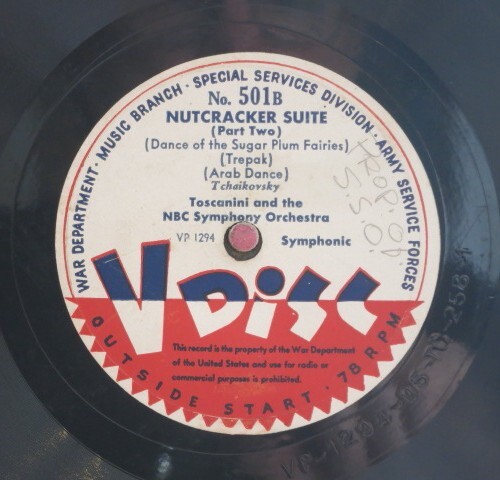 WAR DEPARTMENT · MUSIC BRANCH · SPECIAL SERVICES DIVISION · ARMY SERVICE FORCES
No. 501B
NUTCRACKER SUITE
(Part Two)
(Dance of the Sugar Plum Fairies)
(Trepak)
(Arab Dance)
Tchaikovsky
Toscanini and the
NBC Symphony Orchestra
VP 1294
Symphonic
PROP. OF
S.S.O.
V DISC
This record is the property of the War Department
of the United States and use for radio or
commercial purposes is prohibited.
OUTSIDE START · 78 RPM